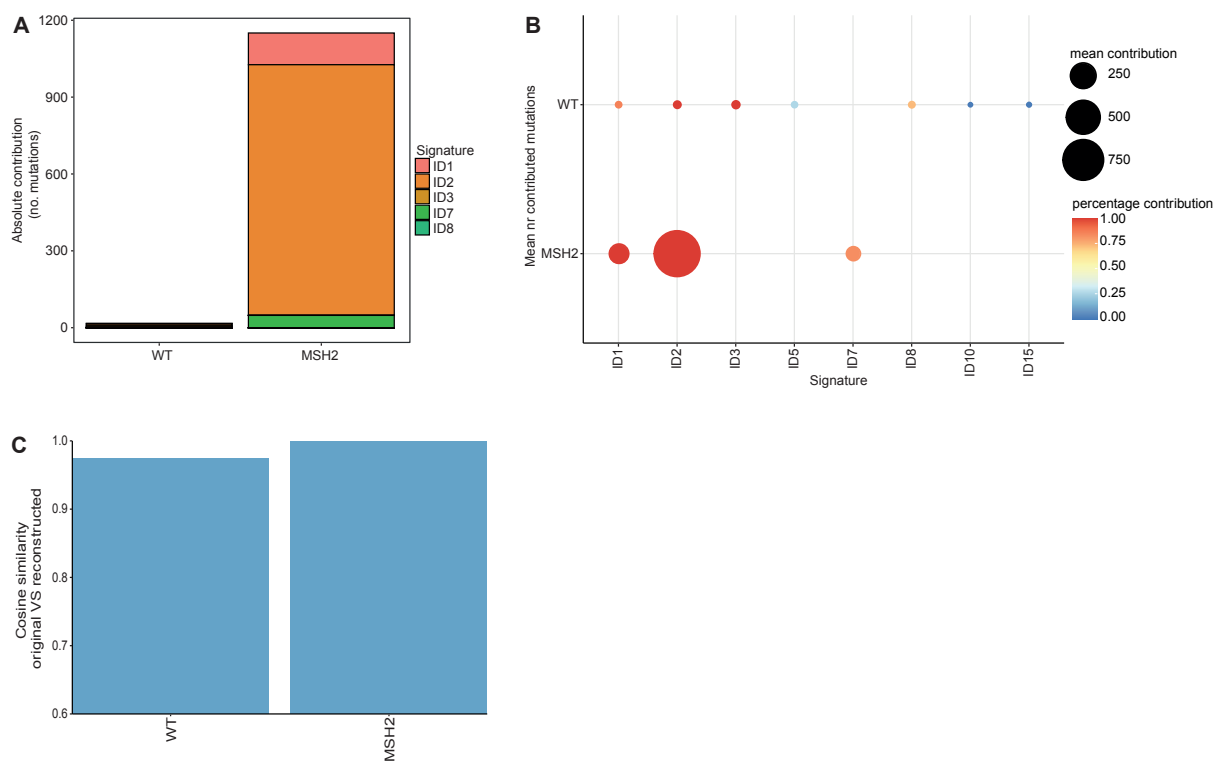 A
Absolute contribution
(no. mutations)
1200
900
600
300
0
WT
MSH2
Signature
ID1
ID2
ID3
ID7
ID8
B
Mean nr contributed mutations
WT
MSH2
ID1
ID2
ID3
ID5
ID7
ID8
ID10
ID15
Signature
mean contribution
250
500
750
percentage contribution
1.00
0.75
0.50
0.25
0.00
C
Cosine similarity
original VS reconstructed
1.0
0.9
0.8
0.7
0.6
WT
MSH2